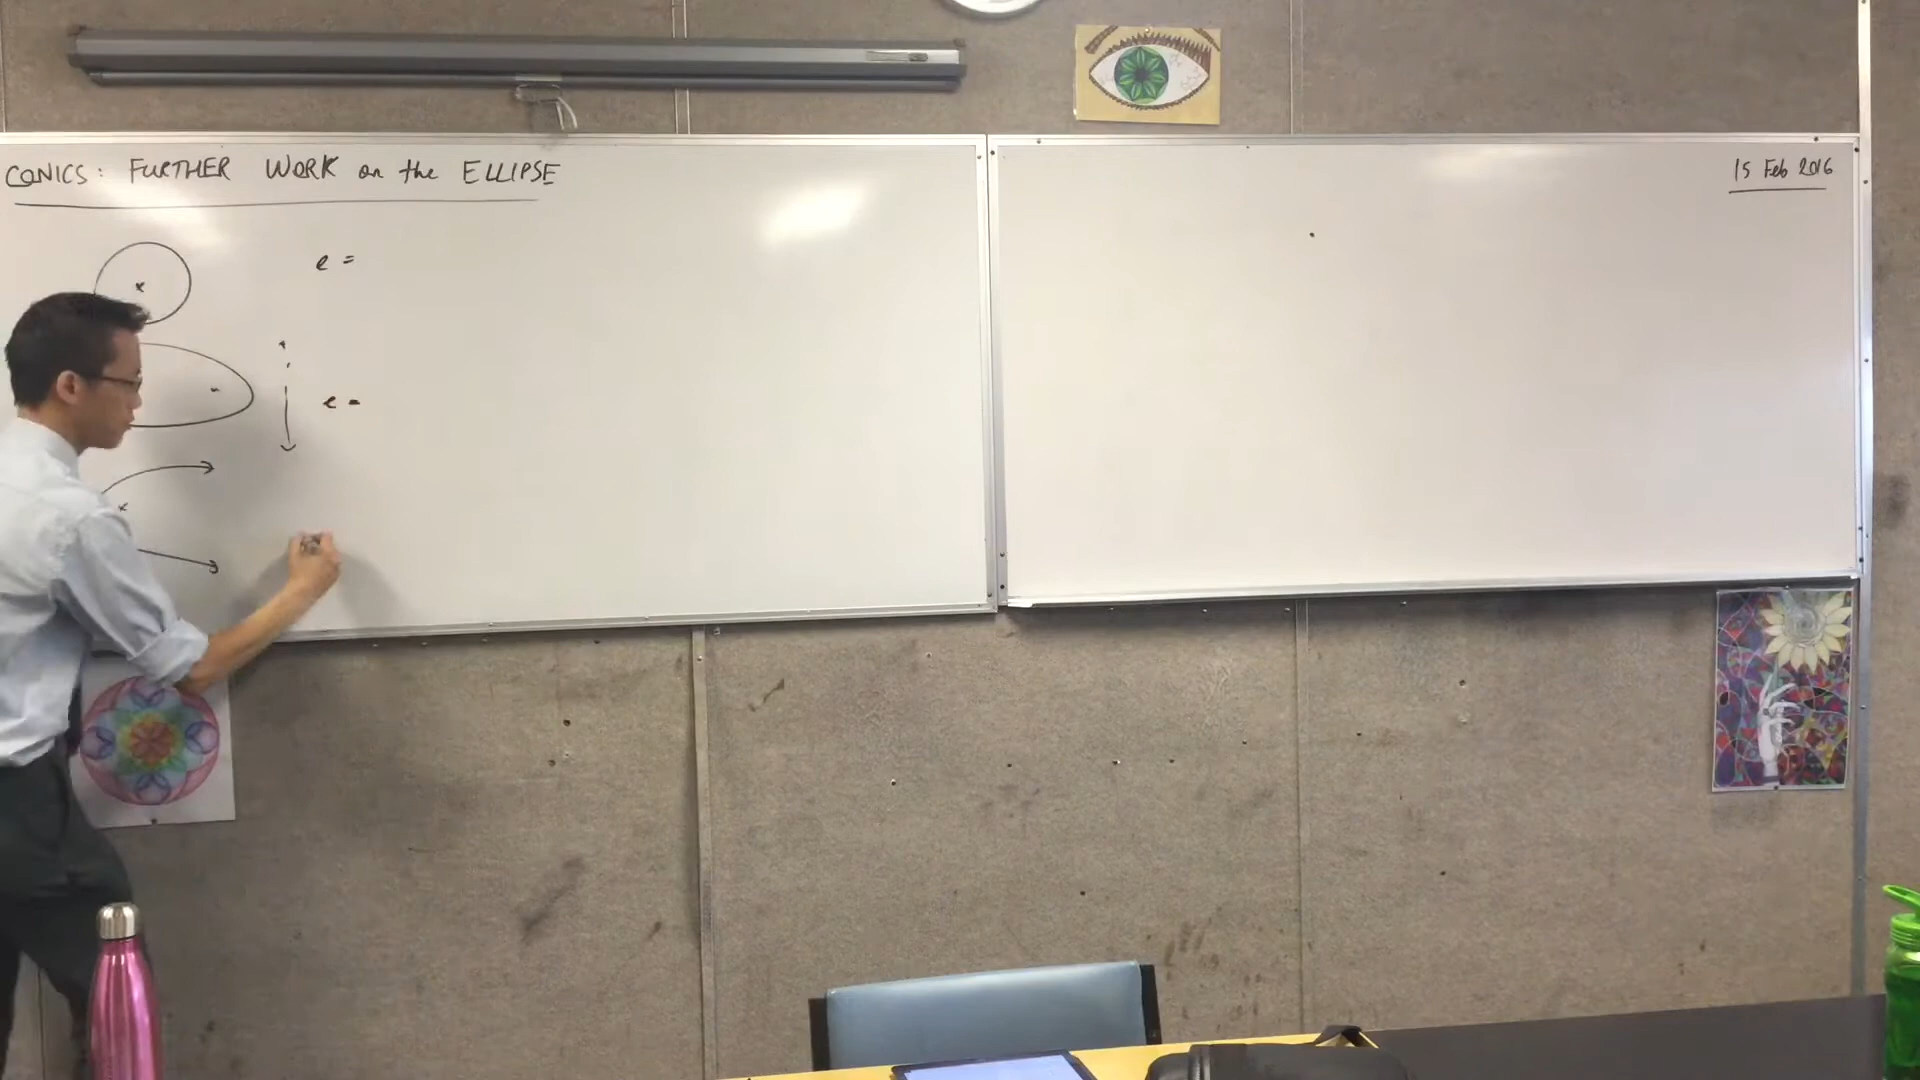 CONICS: FURTHER WORK on the ELLIPSE
15 Feb 2016
e =
e =